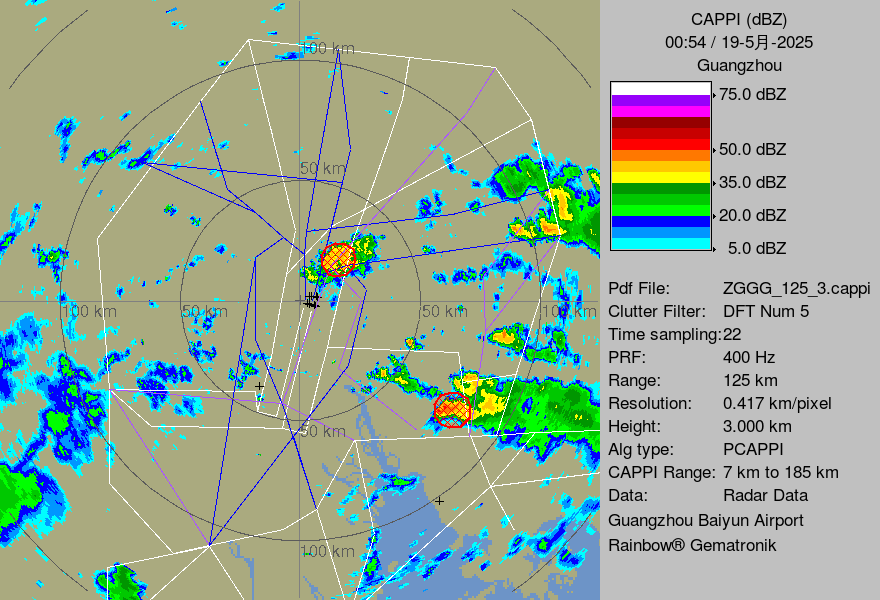 CAPPI (dBZ)
00:54 / 19-5月-2025
Guangzhou
75.0 dBZ
50.0 dBZ
35.0 dBZ
20.0 dBZ
5.0 dBZ
Pdf File: ZGGG_125_3.cappi
Clutter Filter: DFT Num 5
Time sampling:22
PRF: 400 Hz
Range: 125 km
Resolution: 0.417 km/pixel
Height: 3.000 km
Alg type: PCAPPI
CAPPI Range: 7 km to 185 km
Data: Radar Data
Guangzhou Baiyun Airport
Rainbow® Gematronik
100 km
50 km
100 km
50 km
50 km
100 km
50 km
100 km